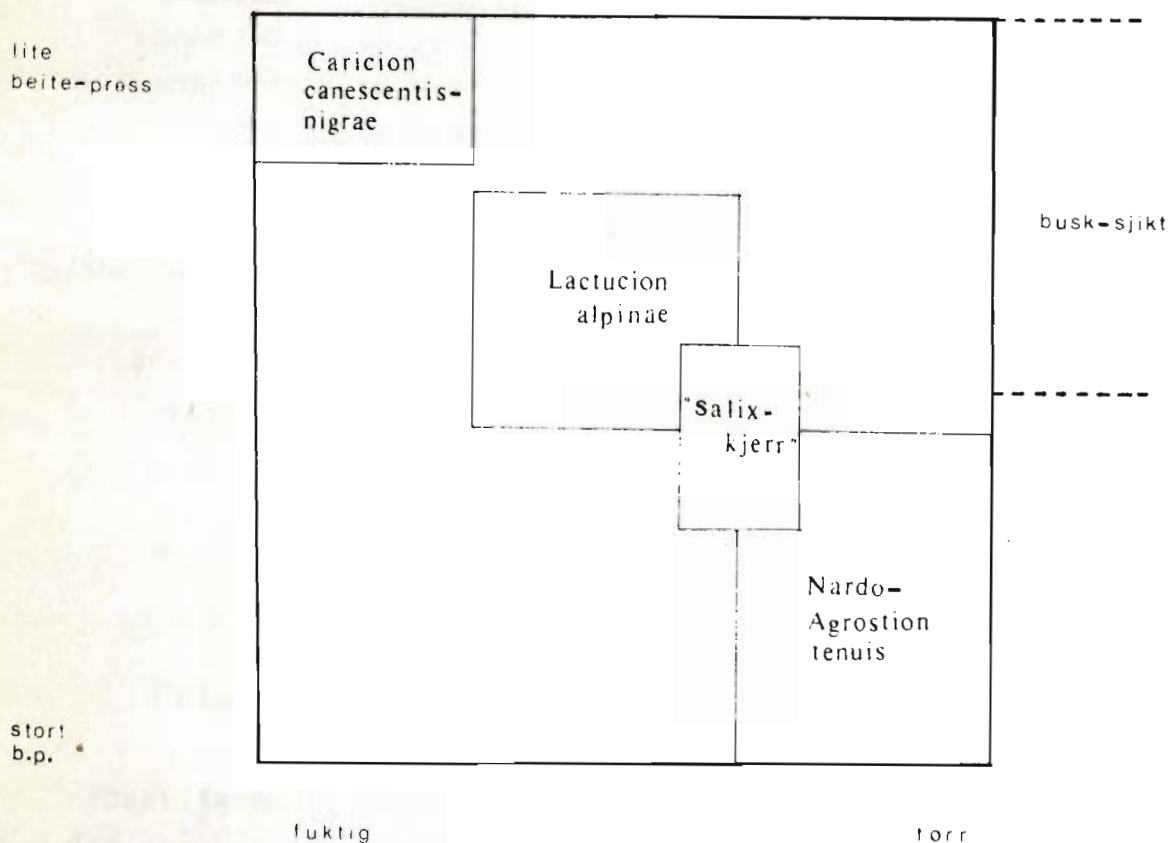 lite
beite-press
Caricion
canescentis-
nigrae
busk-sjikt
Lactucion
alpinae
"Salix-
kjerr"
Nardo-
Agrostion
tenuis
stort
b.p.
fuktig
torr